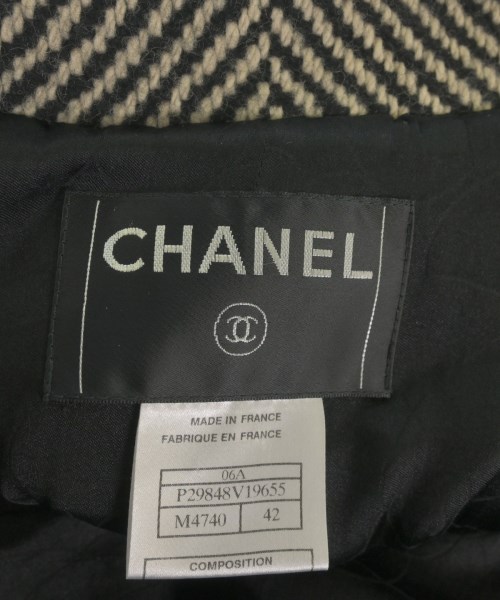 CHANEL
MADE IN FRANCE
FABRIQUE EN FRANCE
06A
P29848V19655
M4740 42
COMPOSITION